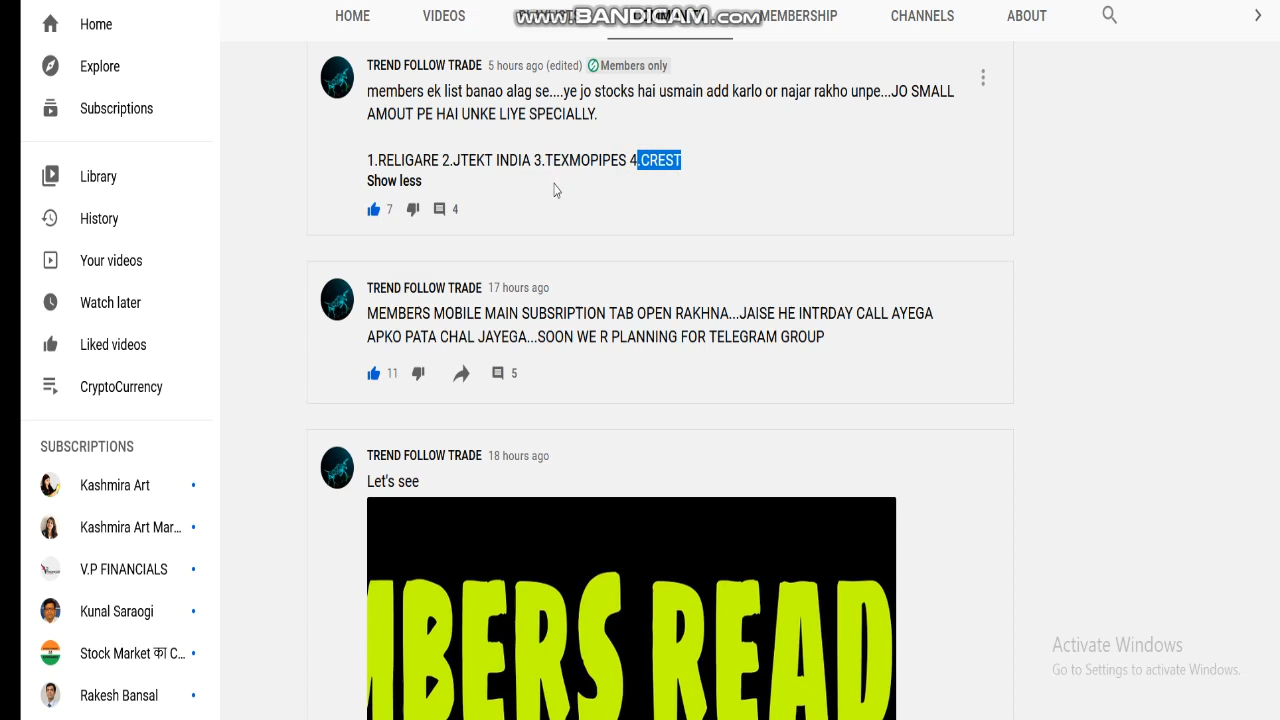 www.BANDICAM.com
HOME VIDEOS MEMBERSHIP CHANNELS ABOUT
Home
Explore
Subscriptions
Library
History
Your videos
Watch later
Liked videos
CryptoCurrency
SUBSCRIPTIONS
Kashmira Art
Kashmira Art Mar...
V.P FINANCIALS
Kunal Saraogi
Stock Market का C...
Rakesh Bansal
TREND FOLLOW TRADE 5 hours ago (edited) Members only
members ek list banao alag se....ye jo stocks hai usmain add karlo or najar rakho unpe...JO SMALL
AMOUT PE HAI UNKE LIYE SPECIALLY.
1.RELIGARE 2.JTEKT INDIA 3.TEXMOPIPES 4.CREST
Show less
7 4
TREND FOLLOW TRADE 17 hours ago
MEMBERS MOBILE MAIN SUBSRIPTION TAB OPEN RAKHNA...JAISE HE INTRDAY CALL AYEGA
APKO PATA CHAL JAYEGA...SOON WE R PLANNING FOR TELEGRAM GROUP
11 5
TREND FOLLOW TRADE 18 hours ago
Let's see
MBERS READ
Activate Windows
Go to Settings to activate Windows.